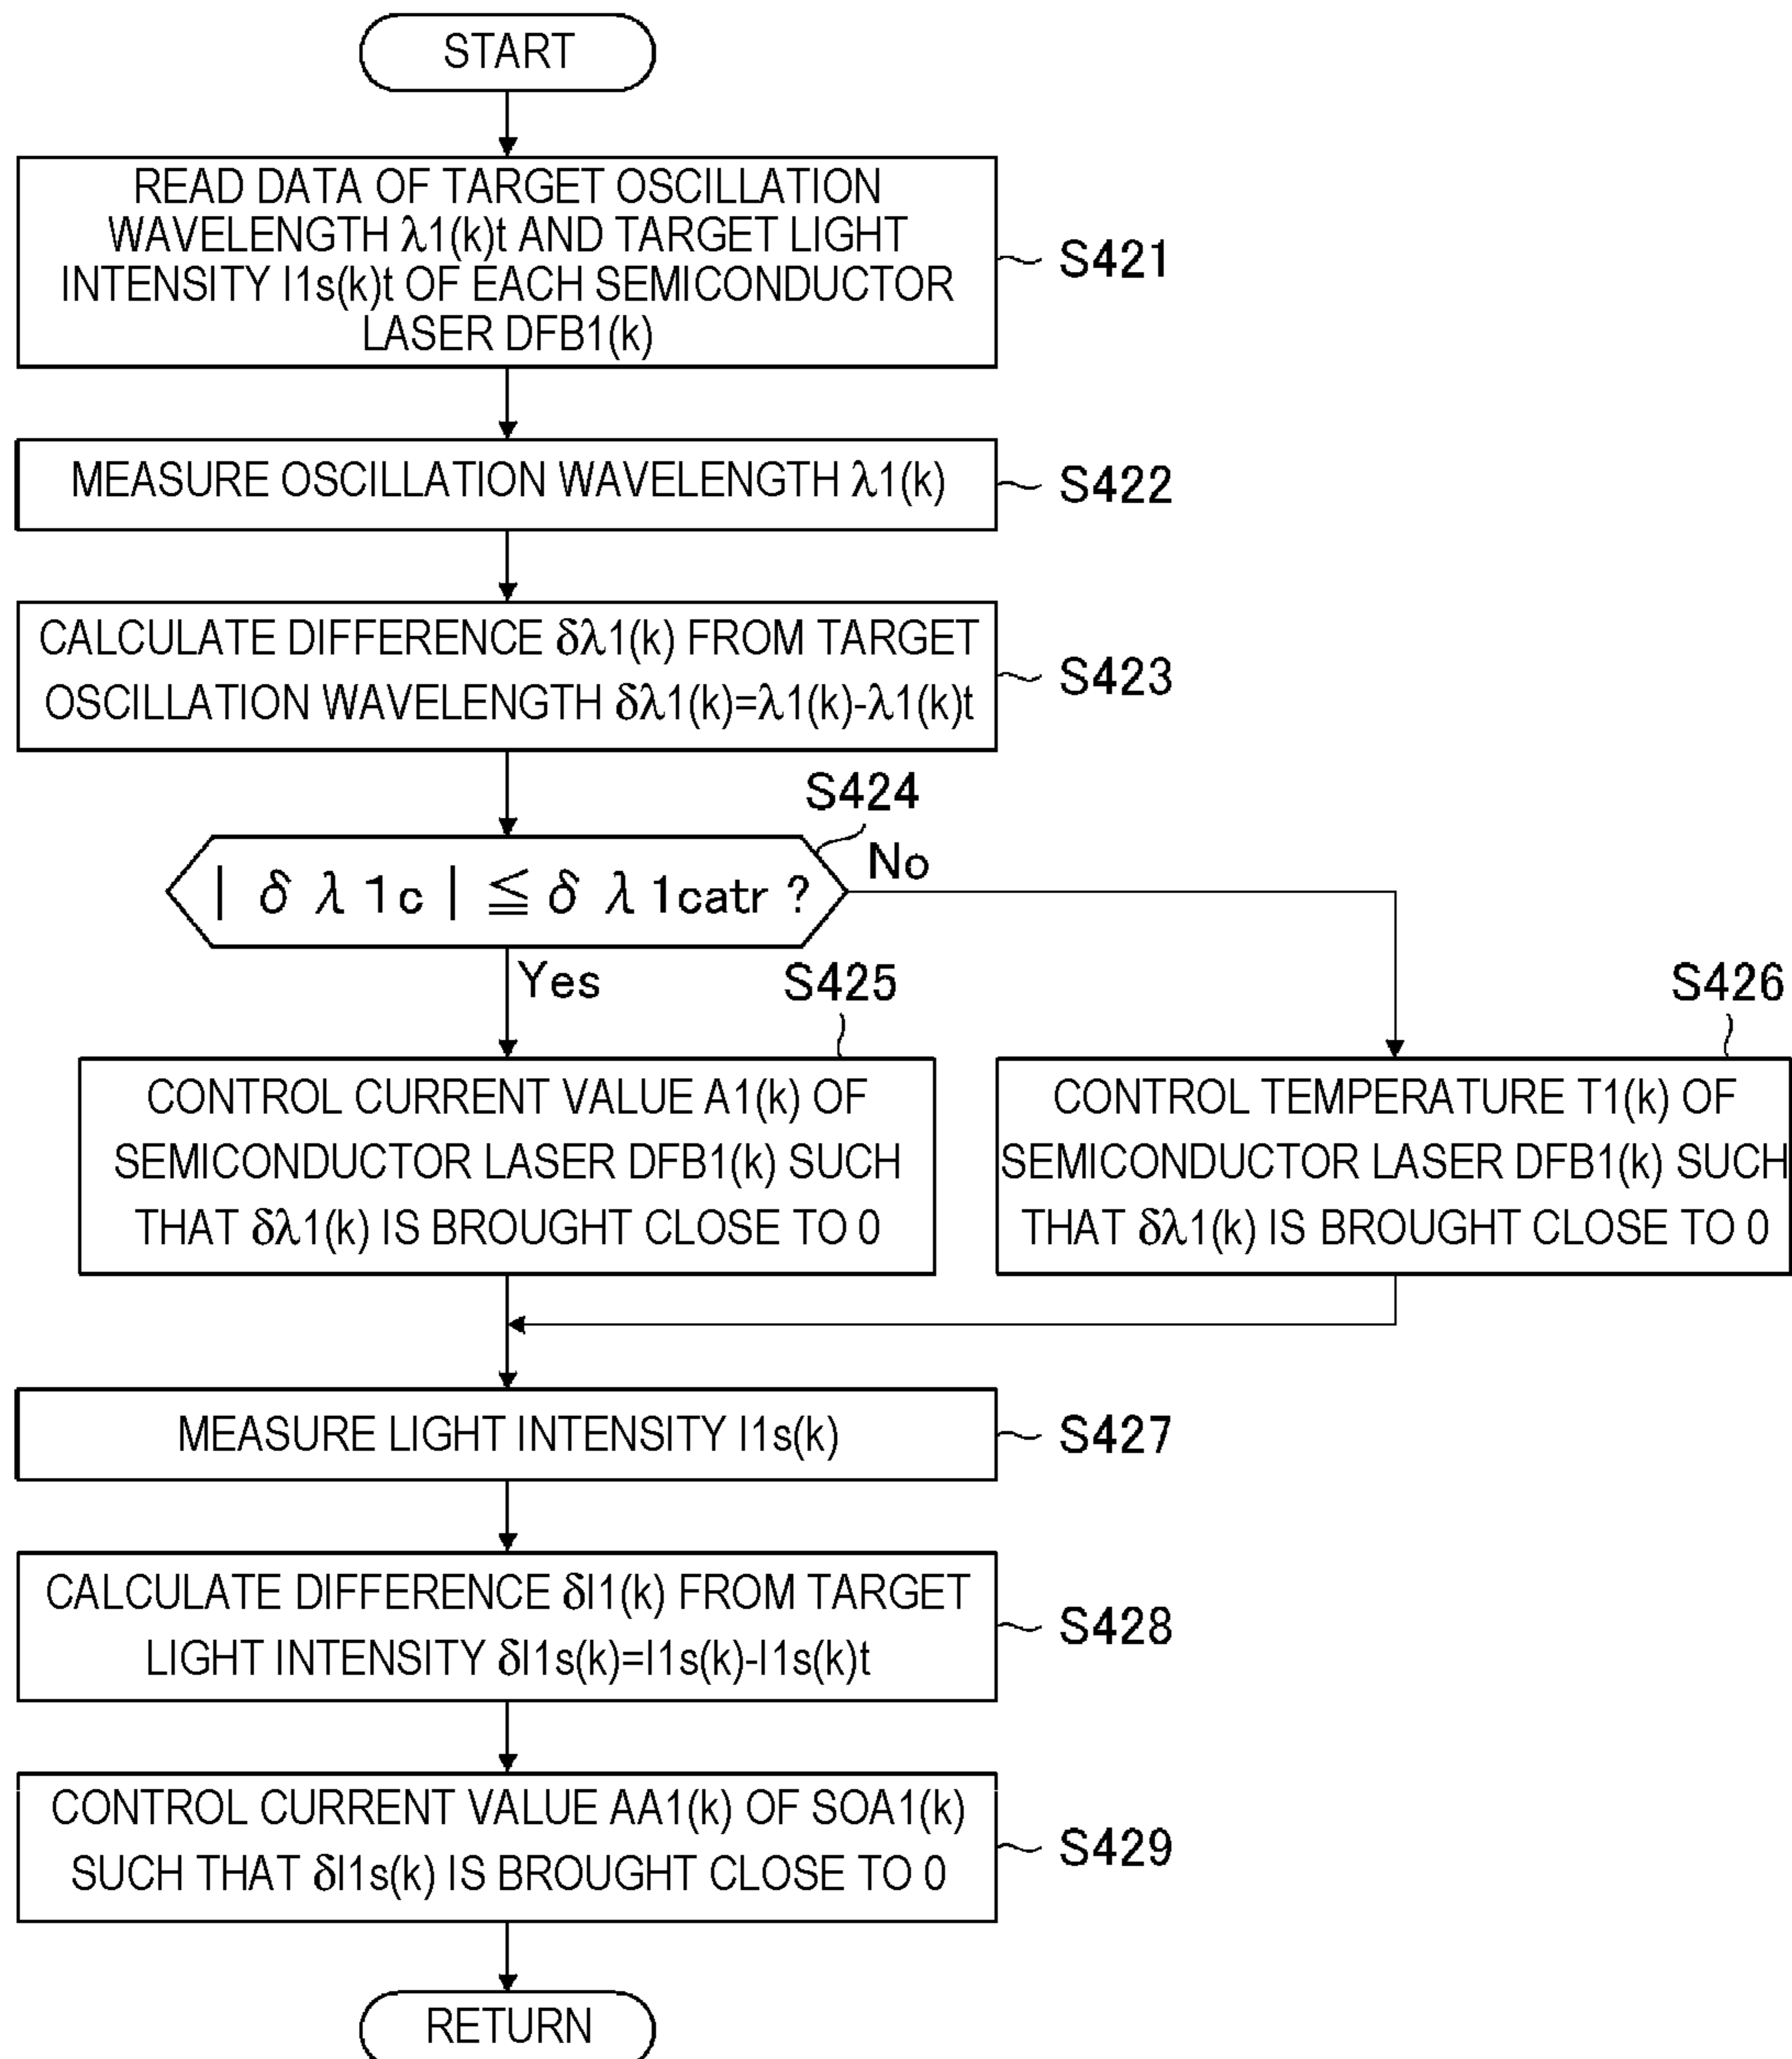 START
READ DATA OF TARGET OSCILLATION
WAVELENGTH λ1(k)t AND TARGET LIGHT
INTENSITY I1s(k)t OF EACH SEMICONDUCTOR
LASER DFB1(k)
S421
MEASURE OSCILLATION WAVELENGTH λ1(k)
S422
CALCULATE DIFFERENCE δλ1(k) FROM TARGET
OSCILLATION WAVELENGTH δλ1(k)=λ1(k)-λ1(k)t
S423
S424
| δ λ 1c | ≦ δ λ 1catr ?
No
Yes
S425
CONTROL CURRENT VALUE A1(k) OF
SEMICONDUCTOR LASER DFB1(k) SUCH
THAT δλ1(k) IS BROUGHT CLOSE TO 0
S426
CONTROL TEMPERATURE T1(k) OF
SEMICONDUCTOR LASER DFB1(k) SUCH
THAT δλ1(k) IS BROUGHT CLOSE TO 0
MEASURE LIGHT INTENSITY I1s(k)
S427
CALCULATE DIFFERENCE δI1(k) FROM TARGET
LIGHT INTENSITY δI1s(k)=I1s(k)-I1s(k)t
S428
CONTROL CURRENT VALUE AA1(k) OF SOA1(k)
SUCH THAT δI1s(k) IS BROUGHT CLOSE TO 0
S429
RETURN